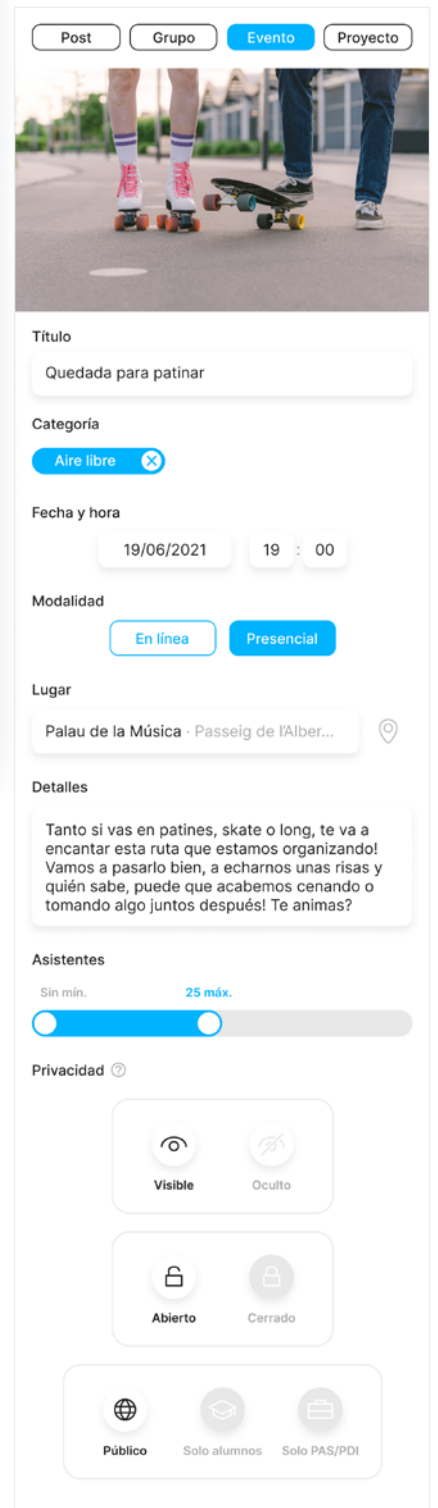 Post Grupo Evento Proyecto
Título
Quedada para patinar
Categoría
Aire libre
Fecha y hora
19/06/2021 19 : 00
Modalidad
En línea Presencial
Lugar
Palau de la Música · Passeig de l'Alber...
Detalles
Tanto si vas en patines, skate o long, te va a
encantar esta ruta que estamos organizando!
Vamos a pasarlo bien, a echarnos unas risas y
quién sabe, puede que acabemos cenando o
tomando algo juntos después! Te animas?
Asistentes
Sin mín. 25 máx.
Privacidad ?
Visible Oculto
Abierto Cerrado
Público Solo alumnos Solo PAS/PDI